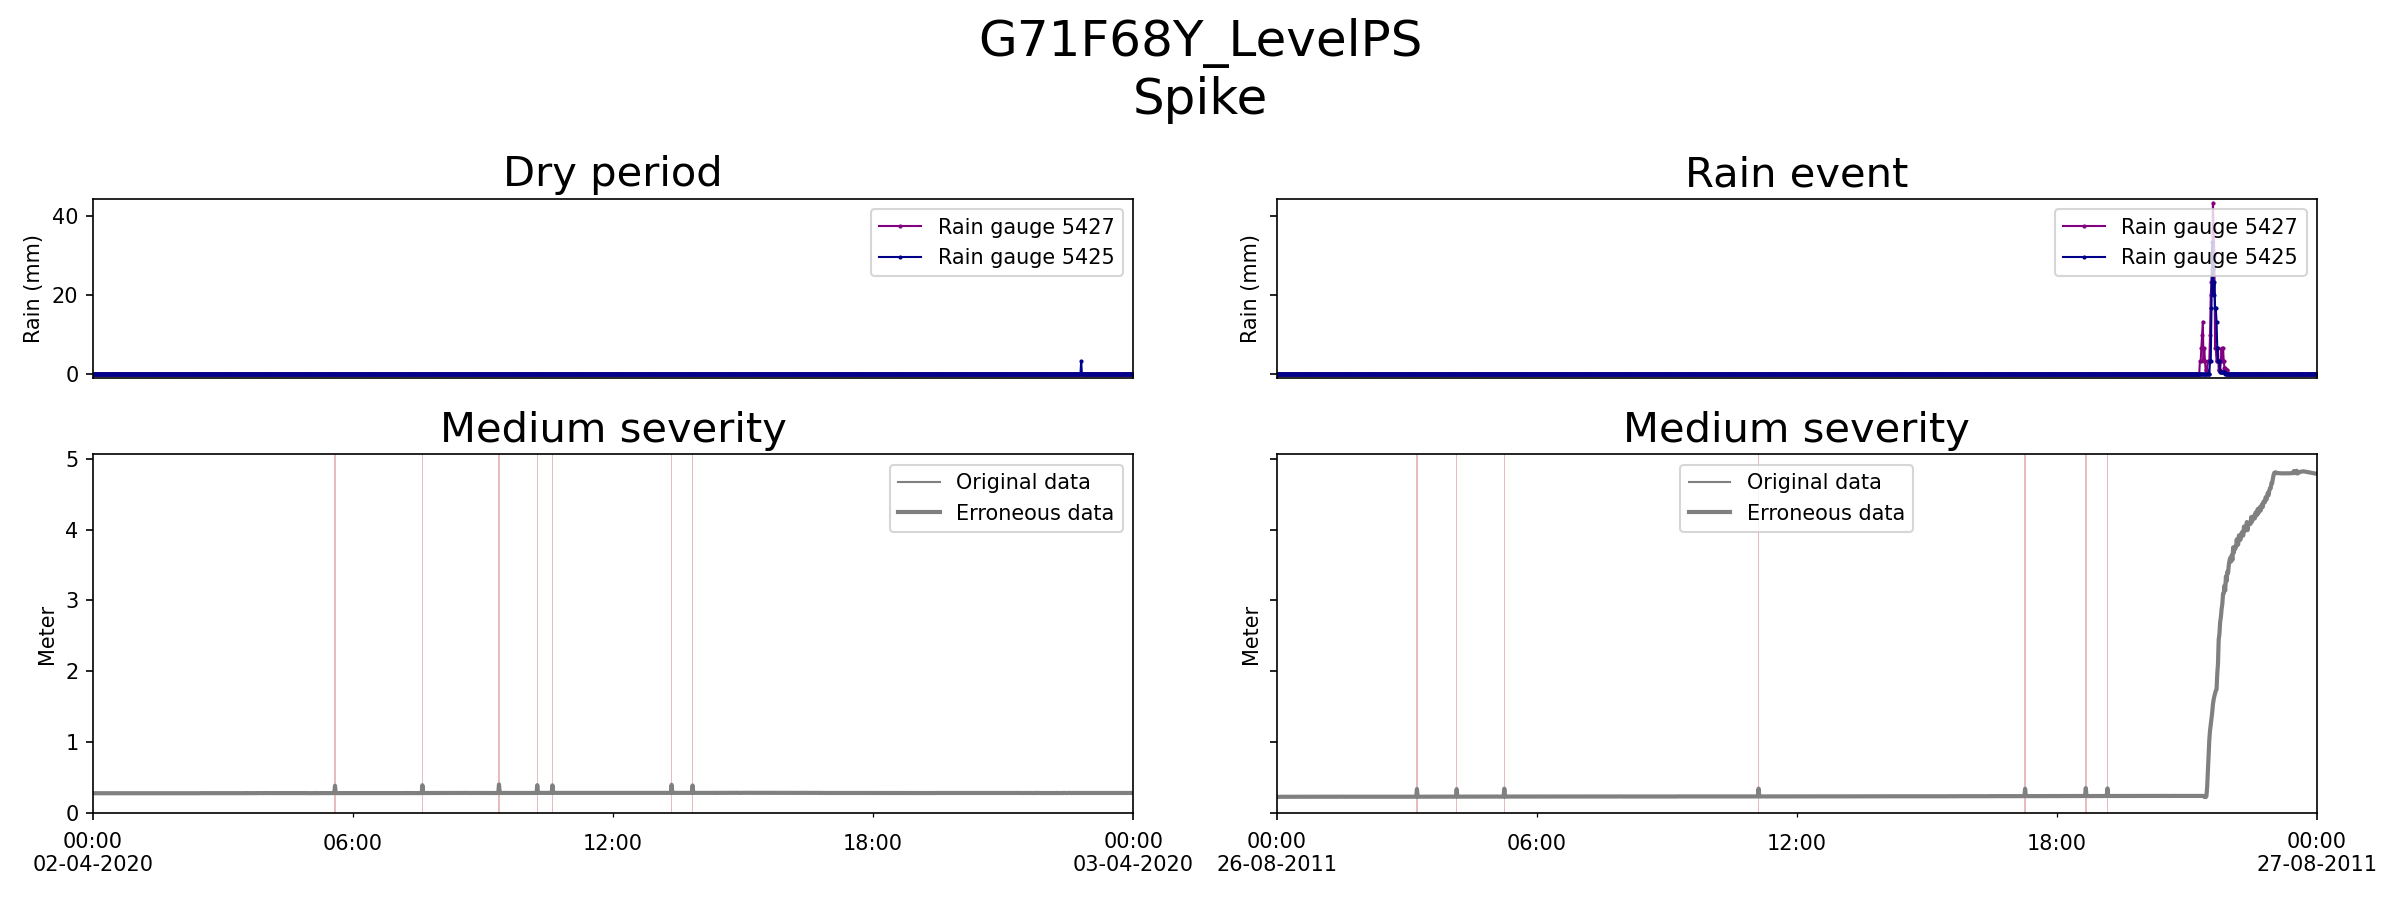 G71F68Y_LevelPS
Spike
Dry period
Rain event
40
20
0
Rain (mm)
Rain gauge 5427
Rain gauge 5425
Rain (mm)
Rain gauge 5427
Rain gauge 5425
Medium severity
Medium severity
5
4
3
2
1
0
Meter
Original data
Erroneous data
Meter
Original data
Erroneous data
00:00
02-04-2020
06:00
12:00
18:00
00:00
03-04-2020
00:00
26-08-2011
06:00
12:00
18:00
00:00
27-08-2011